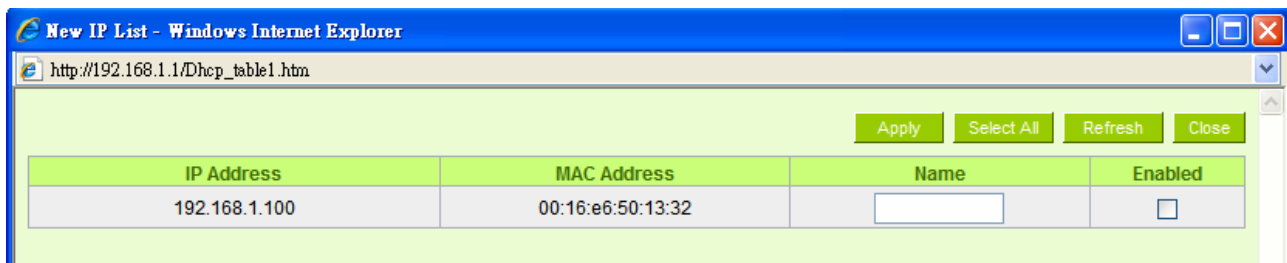 New IP List - Windows Internet Explorer
http://192.168.1.1/Dhcp_table1.htm
Apply Select All Refresh Close
IP Address MAC Address Name Enabled
192.168.1.100 00:16:e6:50:13:32